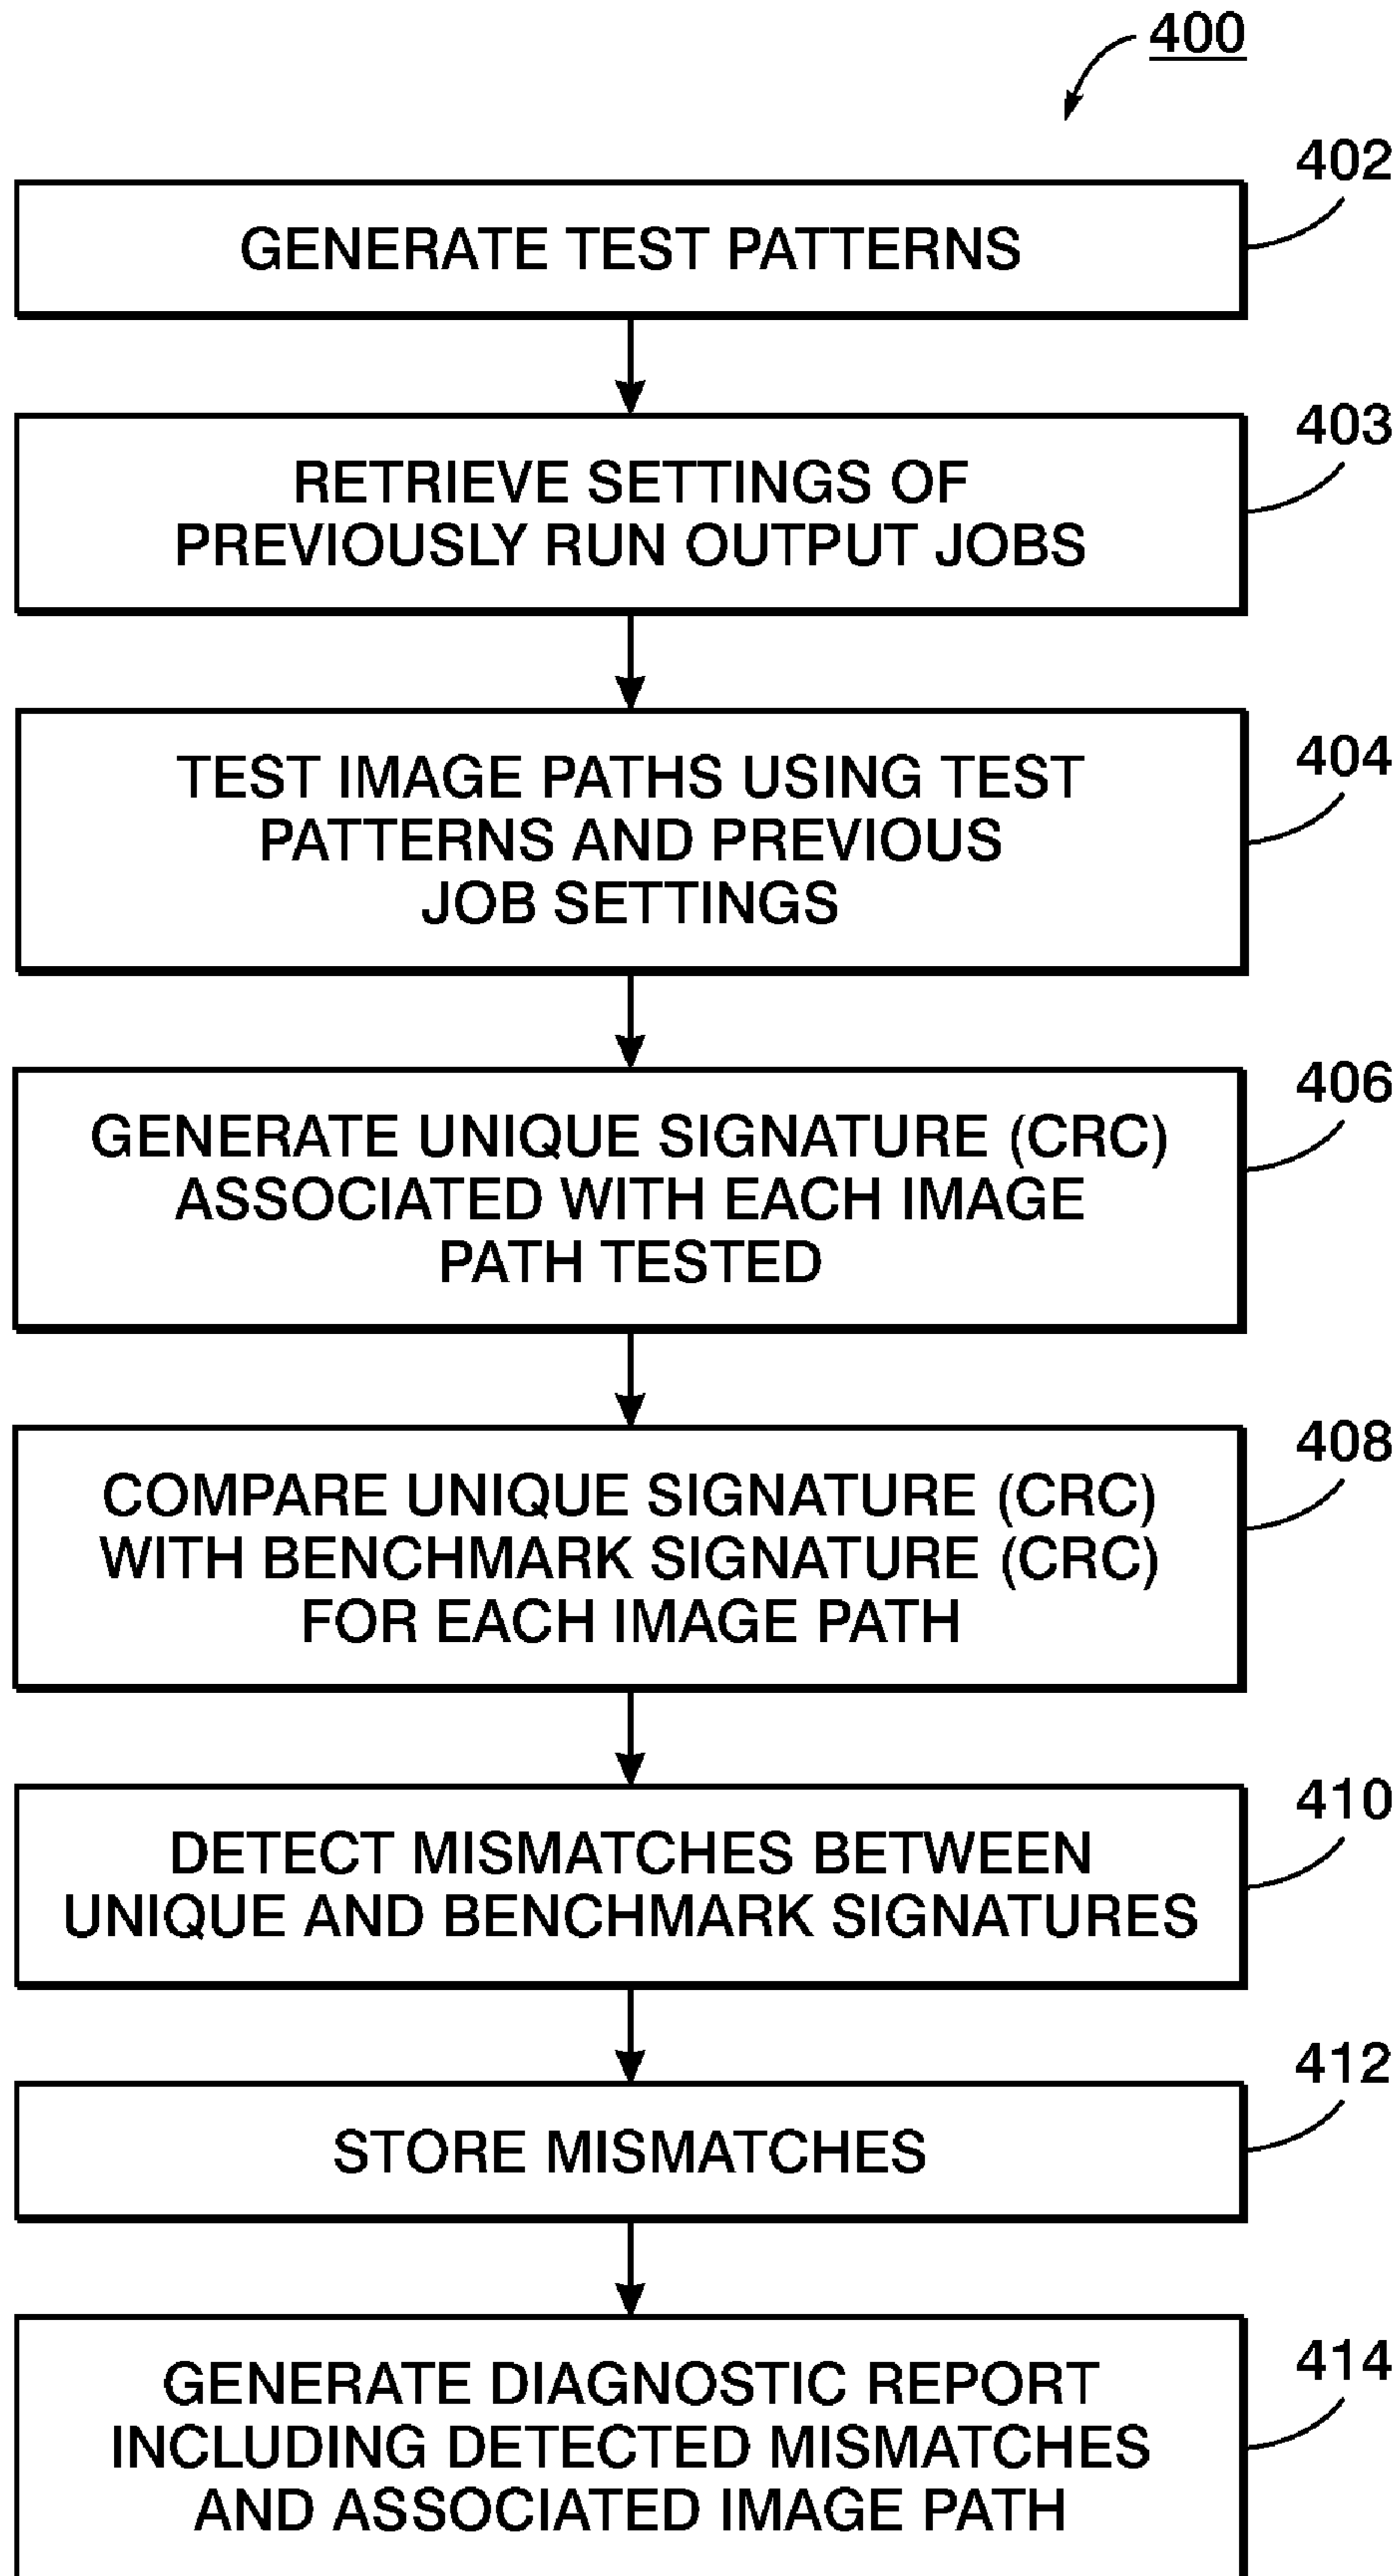 400
402
GENERATE TEST PATTERNS
403
RETRIEVE SETTINGS OF
PREVIOUSLY RUN OUTPUT JOBS
404
TEST IMAGE PATHS USING TEST
PATTERNS AND PREVIOUS
JOB SETTINGS
406
GENERATE UNIQUE SIGNATURE (CRC)
ASSOCIATED WITH EACH IMAGE
PATH TESTED
408
COMPARE UNIQUE SIGNATURE (CRC)
WITH BENCHMARK SIGNATURE (CRC)
FOR EACH IMAGE PATH
410
DETECT MISMATCHES BETWEEN
UNIQUE AND BENCHMARK SIGNATURES
412
STORE MISMATCHES
414
GENERATE DIAGNOSTIC REPORT
INCLUDING DETECTED MISMATCHES
AND ASSOCIATED IMAGE PATH